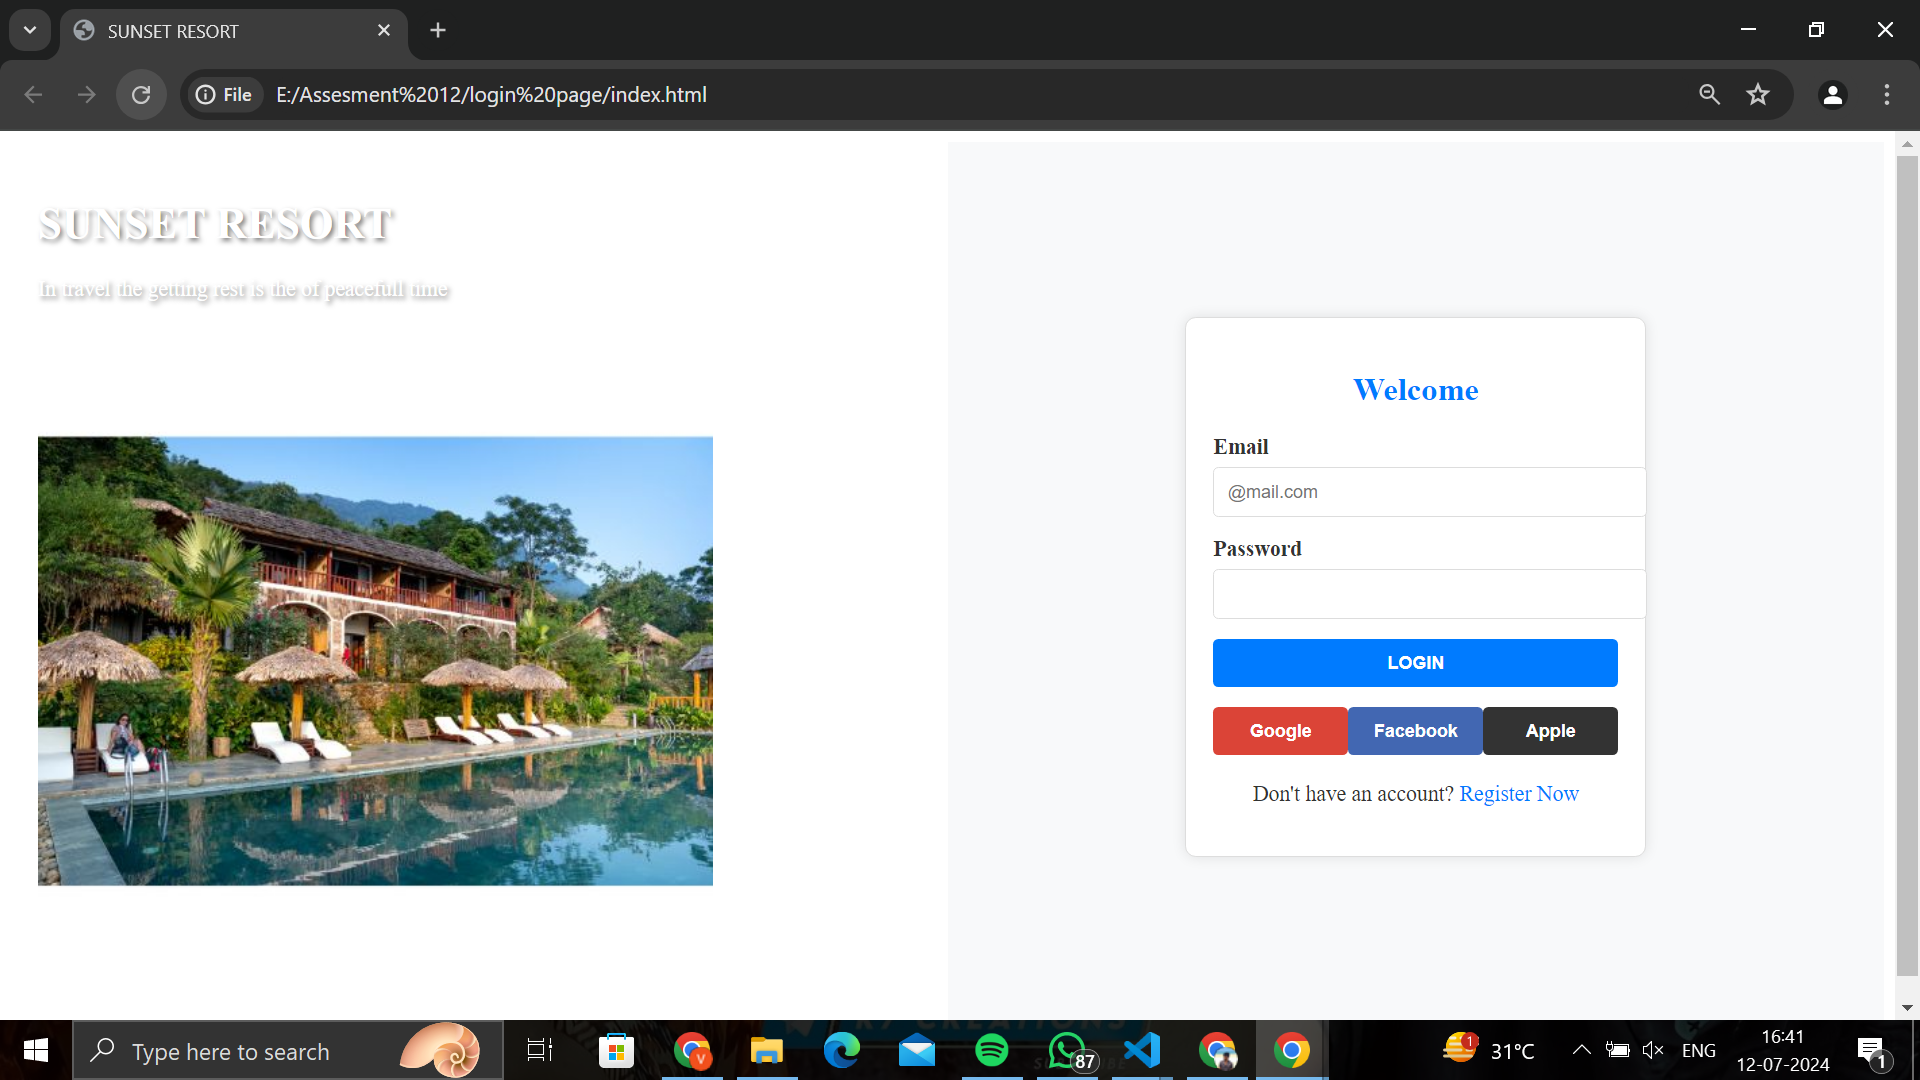 SUNSET RESORT
File
E:/Assesment%2012/login%20page/index.html
SUNSET RESORT
In travel the getting rest is the of peacefull time
Welcome
Email
@mail.com
Password
LOGIN
Google
Facebook
Apple
Don't have an account? Register Now
Type here to search
V
87
1
31°C
ENG
16:41
12-07-2024
1